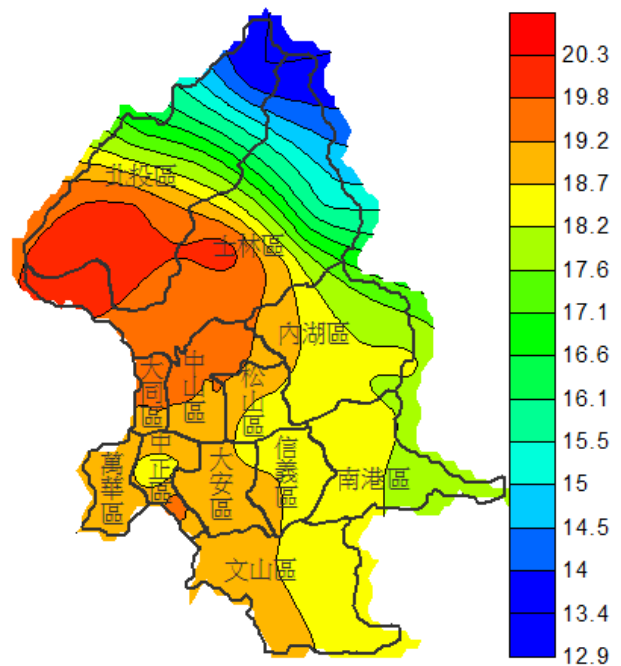 20.3
19.8
19.2
18.7
18.2
17.6
17.1
16.6
16.1
15.5
15
14.5
14
13.4
12.9
北投區
士林區
內湖區
大同區
中山區
松山區
萬華區
中正區
大安區
信義區
南港區
文山區